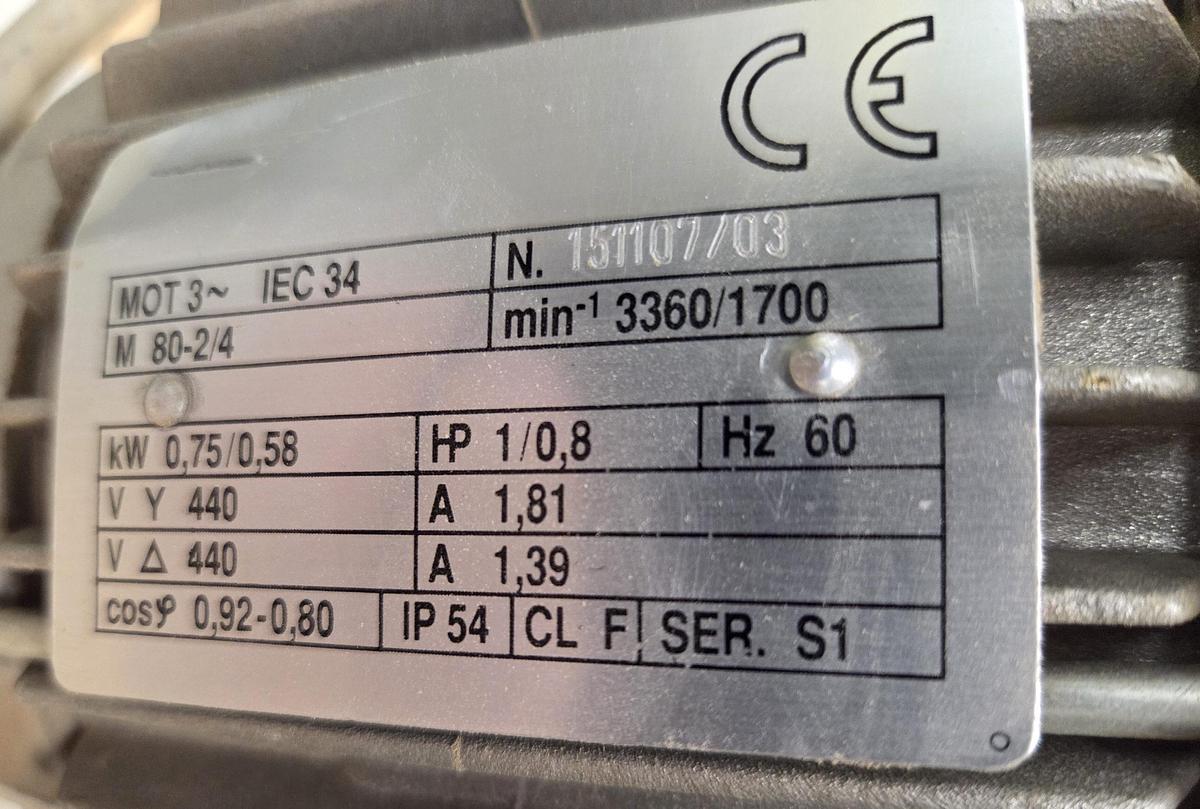 CE
MOT 3~ IEC 34
N. 151107/03
M 80-2/4
min-1 3360/1700
kW 0,75/0,58
HP 1/0,8
Hz 60
V Y 440
A 1,81
V Δ 440
A 1,39
cosφ 0,92-0,80
IP 54
CL F
SER. S1